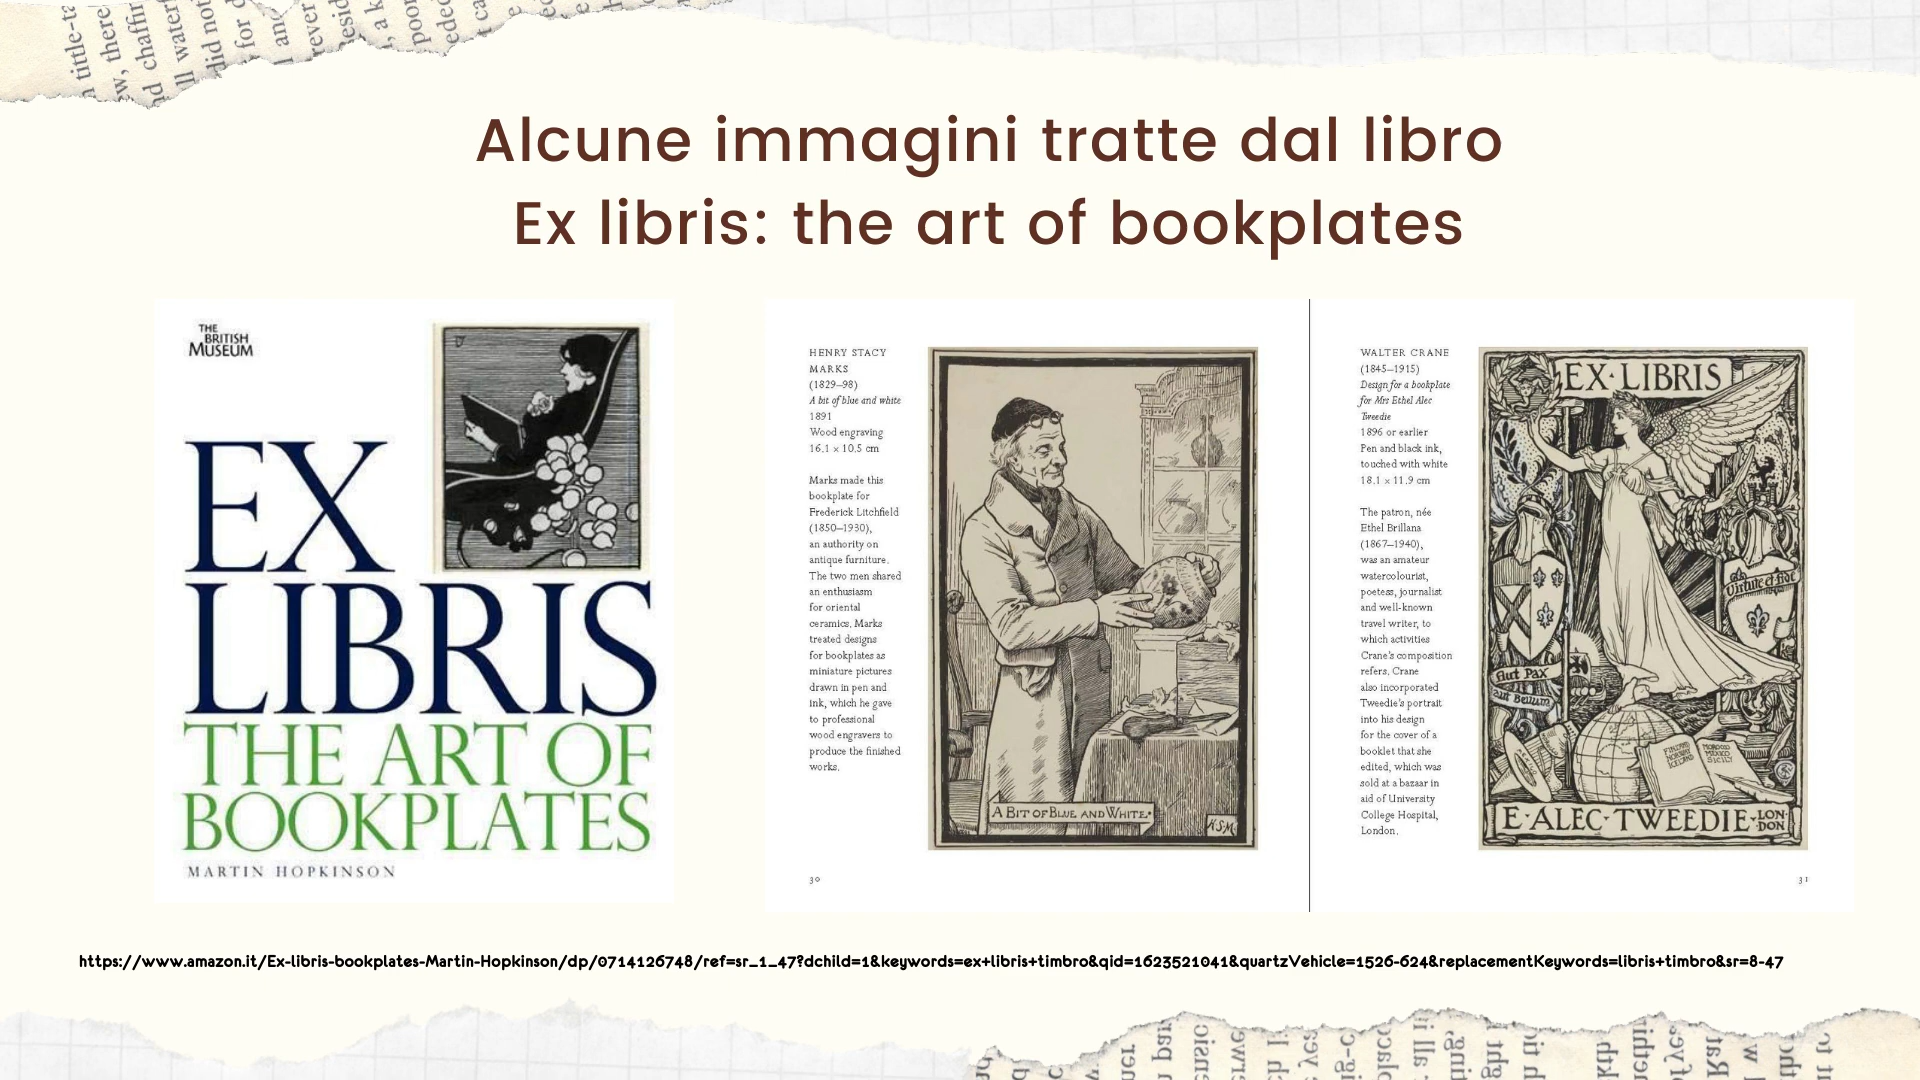 Alcune immagini tratte dal libro
Ex libris: the art of bookplates
THE
BRITISH
MUSEUM
EX
LIBRIS
THE ART OF
BOOKPLATES
MARTIN HOPKINSON
HENRY STACY
MARKS
(1829–98)
A bit of blue and white
1891
Wood engraving
16.1 × 10.5 cm
Marks made this
bookplate for
Frederick Litchfield
(1850–1930),
an authority on
antique furniture.
The two men shared
an enthusiasm
for oriental
ceramics. Marks
treated designs
for bookplates as
miniature pictures
drawn in pen and
ink, which he gave
to professional
wood engravers to
produce the finished
works.
A BIT OF BLUE AND WHITE.
H.S.M.
30
WALTER CRANE
(1845–1915)
Design for a bookplate
for Mrs Ethel Alec
Tweedie
1896 or earlier
Pen and black ink,
touched with white
18.1 × 11.9 cm
The patron, née
Ethel Brillana
(1867–1940),
was an amateur
watercolourist,
poetess, journalist
and well-known
travel writer, to
which activities
Crane's composition
refers. Crane
also incorporated
Tweedie's portrait
into his design
for the cover of a
booklet that she
edited, which was
sold at a bazaar in
aid of University
College Hospital,
London.
EX·LIBRIS
Virtute et fide
Aut Pax
aut Bellum
FINLAND
NORWAY
ICELAND
MOROCCO
MEXICO
SICILY
E·ALEC·TWEEDIE·LON·
DON
31
https://www.amazon.it/Ex-libris-bookplates-Martin-Hopkinson/dp/0714126748/ref=sr_1_47?dchild=1&keywords=ex+libris+timbro&qid=1623521041&quartzVehicle=1526-624&replacementKeywords=libris+timbro&sr=8-47